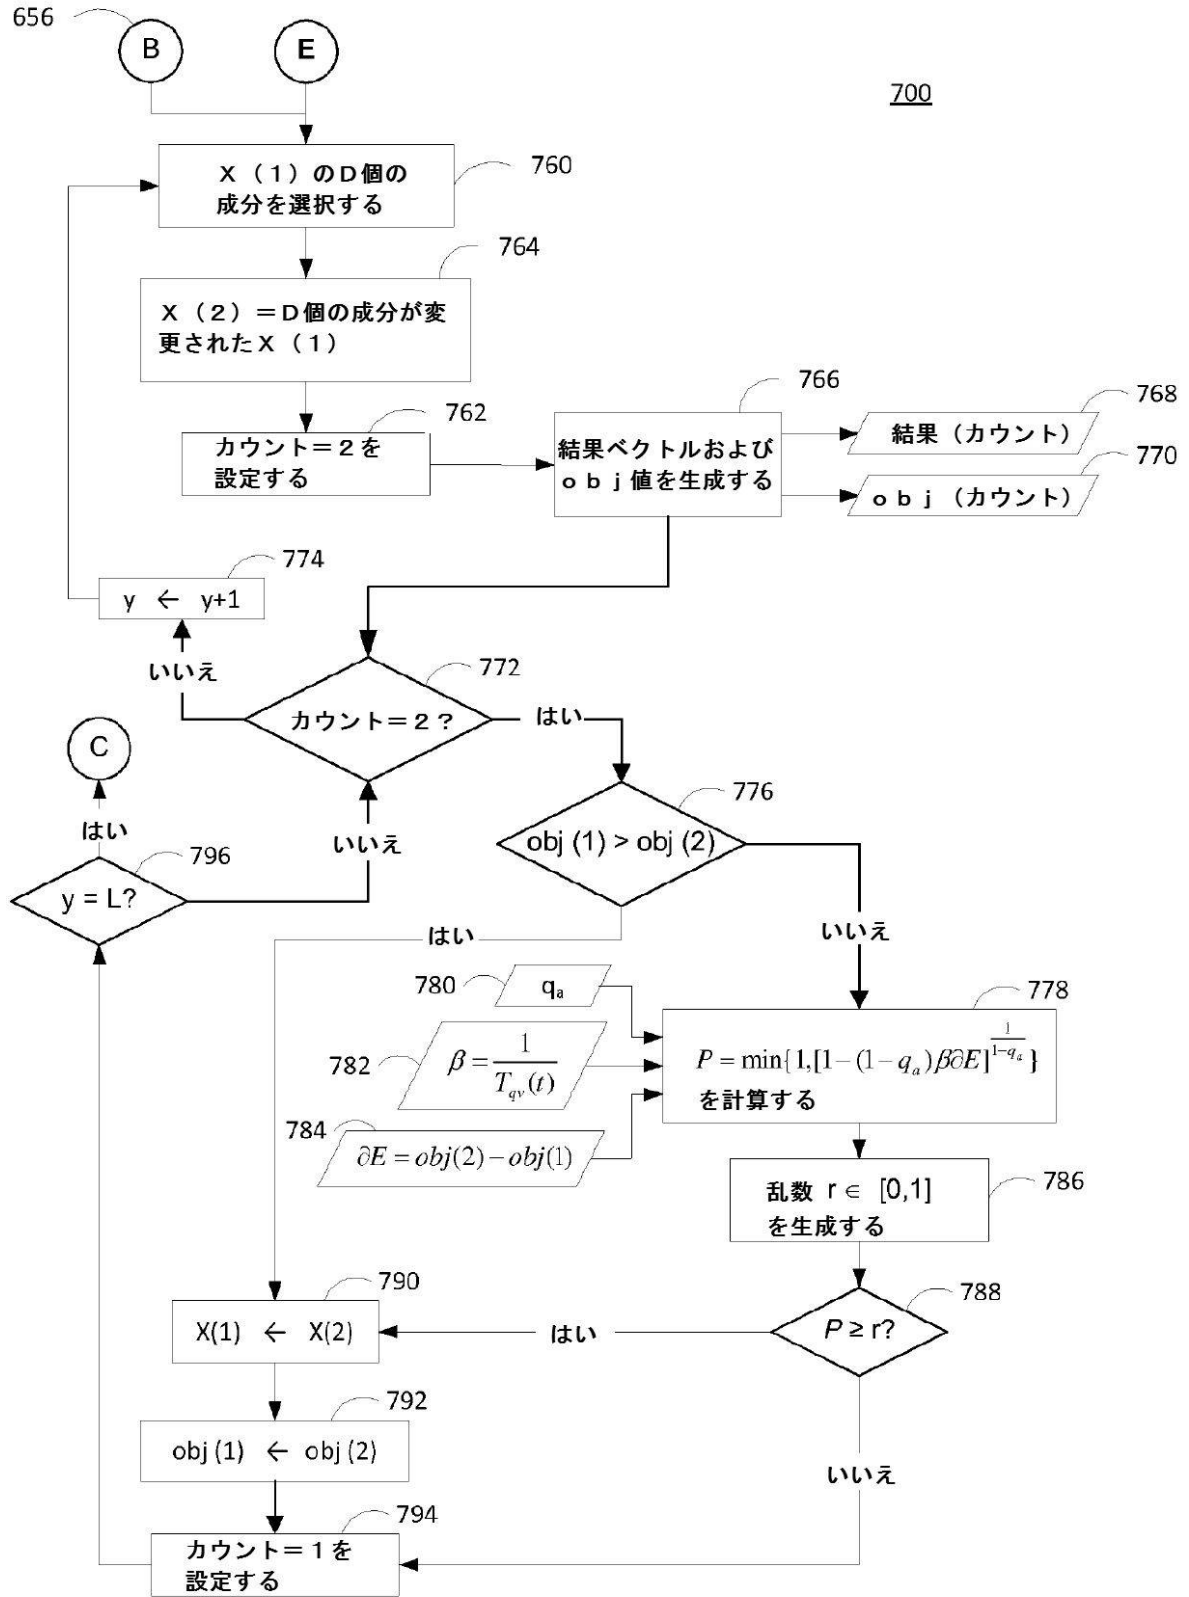 656
B
E
700
X(1)のD個の
成分を選択する
760
764
X(2)=D個の成分が変
更されたX(1)
762
カウント=2を
設定する
766
結果ベクトルおよび
obj値を生成する
768
結果(カウント)
770
obj(カウント)
774
y ← y+1
いいえ
772
カウント=2?
はい
C
はい
796
y = L?
いいえ
776
obj (1) > obj (2)
はい
いいえ
780
qa
778
P = min{1,[1-(1-qa)β∂E]^(1/(1-qa))}
を計算する
782
β = 1/Tqv(t)
784
∂E = obj(2) - obj(1)
乱数 r ∈ [0,1]
を生成する
786
790
X(1) ← X(2)
はい
788
P ≥ r?
792
obj (1) ← obj (2)
いいえ
794
カウント=1を
設定する